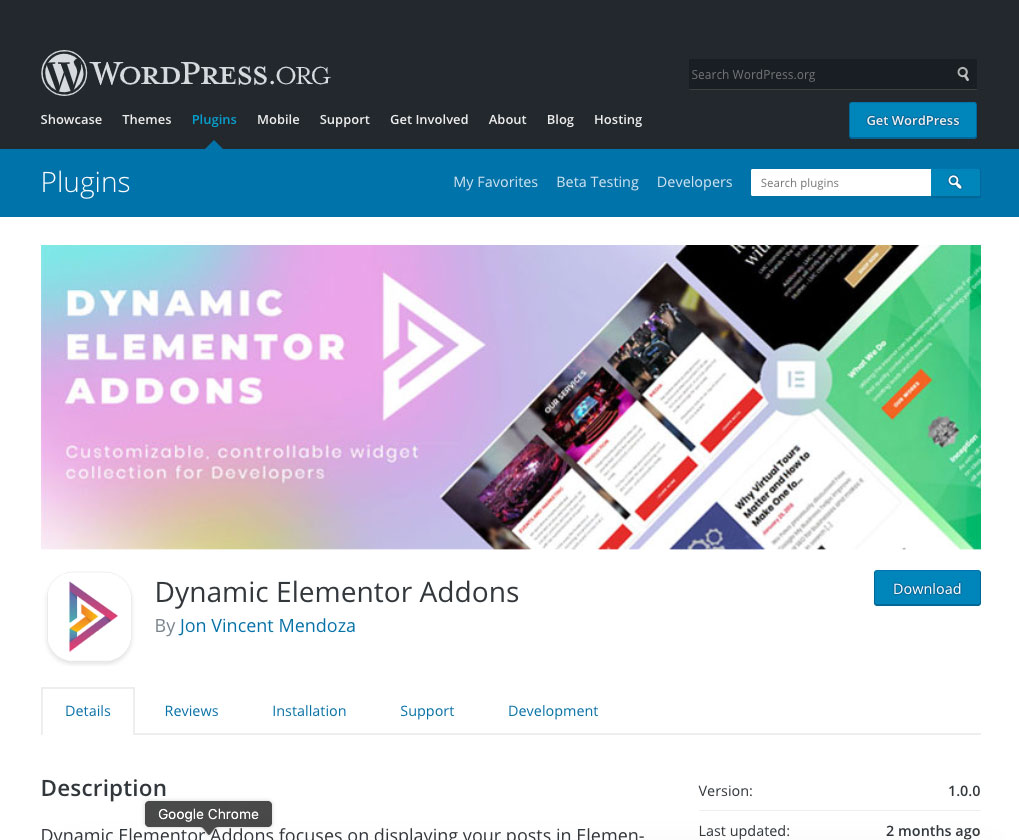 WORDPRESS.ORG
Search WordPress.org
Showcase Themes Plugins Mobile Support Get Involved About Blog Hosting
Get WordPress
Plugins
My Favorites Beta Testing Developers
Search plugins
DYNAMIC
ELEMENTOR
ADDONS
Customizable, controllable widget
collection for Developers
OUR SERVICES
What We Do
Why Virtual Tours
Matter and How to
Make One fo...
Inception
Dynamic Elementor Addons
Download
By Jon Vincent Mendoza
Details Reviews Installation Support Development
Description
Version: 1.0.0
Google Chrome
Dynamic Elementor Addons focuses on displaying your posts in Elemen-
Last updated: 2 months ago